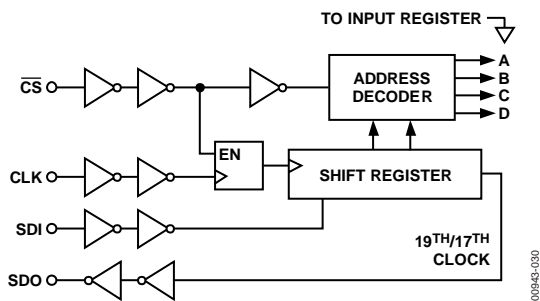 TO INPUT REGISTER
CS
ADDRESS
DECODER
A
B
C
D
EN
CLK
SHIFT REGISTER
SDI
19TH/17TH
CLOCK
SDO
00943-030